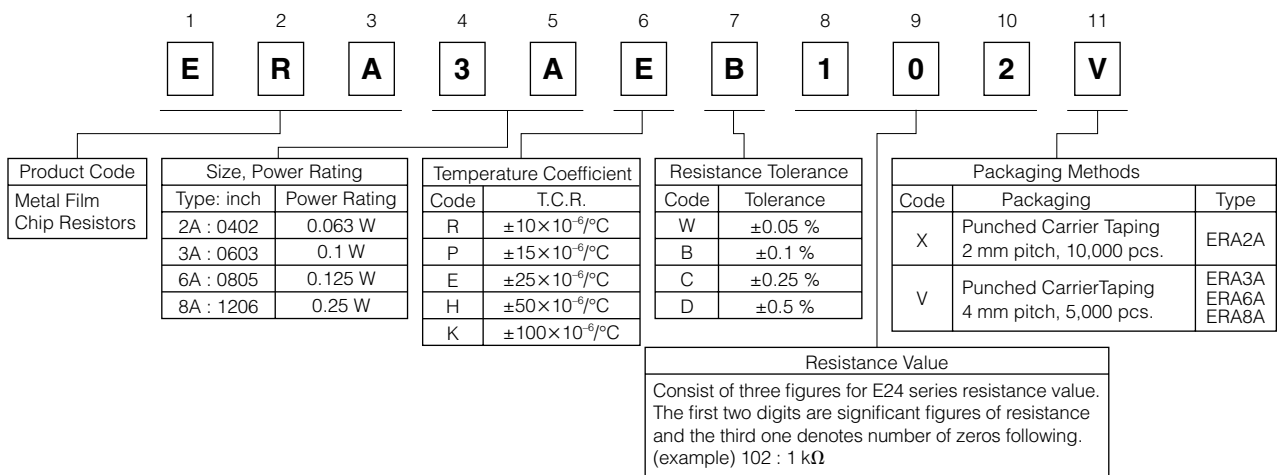 1 2 3 4 5 6 7 8 9 10 11
E R A 3 A E B 1 0 2 V
Product Code
Metal Film
Chip Resistors
Size, Power Rating
Type: inch Power Rating
2A : 0402 0.063 W
3A : 0603 0.1 W
6A : 0805 0.125 W
8A : 1206 0.25 W
Temperature Coefficient
Code T.C.R.
R ±10×10⁻⁶/°C
P ±15×10⁻⁶/°C
E ±25×10⁻⁶/°C
H ±50×10⁻⁶/°C
K ±100×10⁻⁶/°C
Resistance Tolerance
Code Tolerance
W ±0.05 %
B ±0.1 %
C ±0.25 %
D ±0.5 %
Packaging Methods
Code Packaging Type
X Punched Carrier Taping
2 mm pitch, 10,000 pcs. ERA2A
V Punched CarrierTaping
4 mm pitch, 5,000 pcs.
ERA3A
ERA6A
ERA8A
Resistance Value
Consist of three figures for E24 series resistance value.
The first two digits are significant figures of resistance
and the third one denotes number of zeros following.
(example) 102 : 1 kΩ